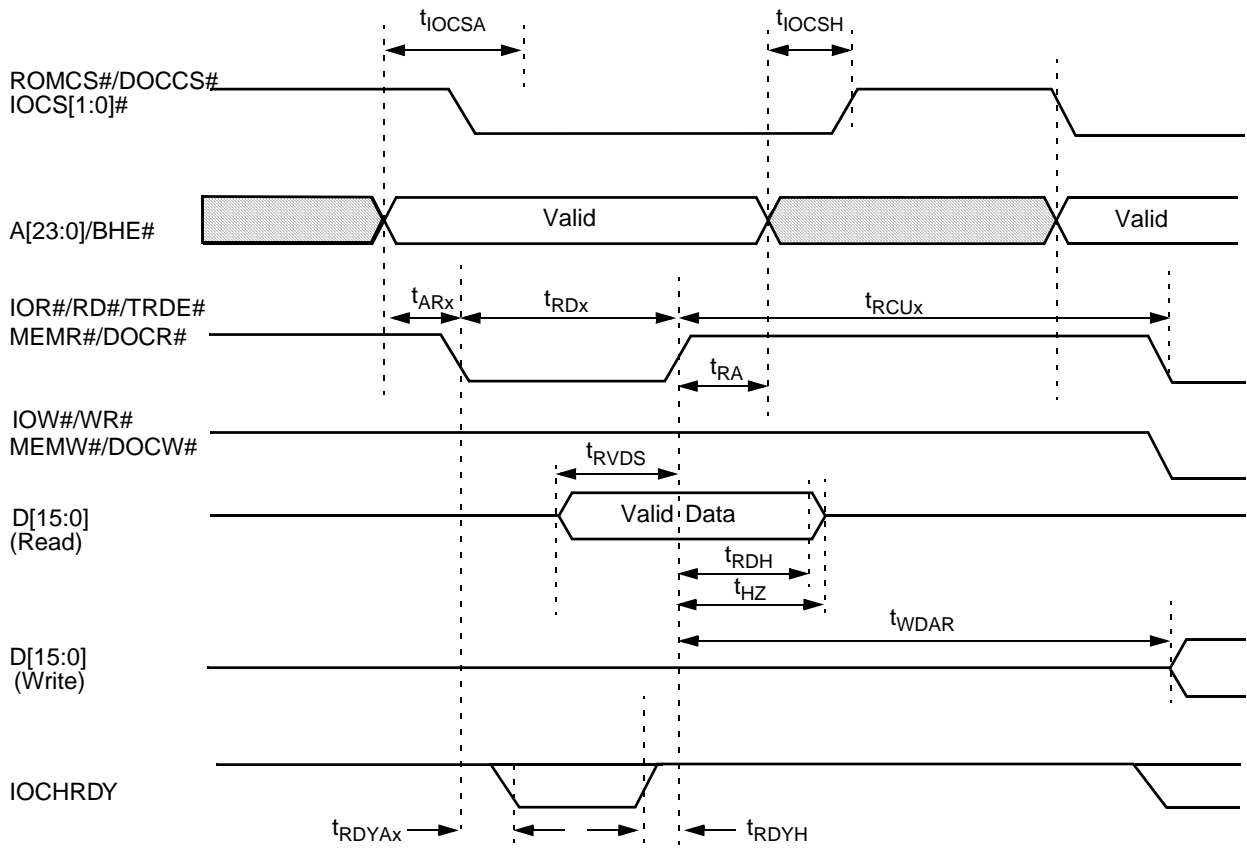 tIOCSA
tIOCSH
ROMCS#/DOCCS#
IOCS[1:0]#
A[23:0]/BHE#
Valid
Valid
IOR#/RD#/TRDE#
MEMR#/DOCR#
tARx
tRDx
tRCUx
tRA
IOW#/WR#
MEMW#/DOCW#
tRVDS
D[15:0]
(Read)
Valid Data
tRDH
tHZ
tWDAR
D[15:0]
(Write)
IOCHRDY
tRDYAx
tRDYH